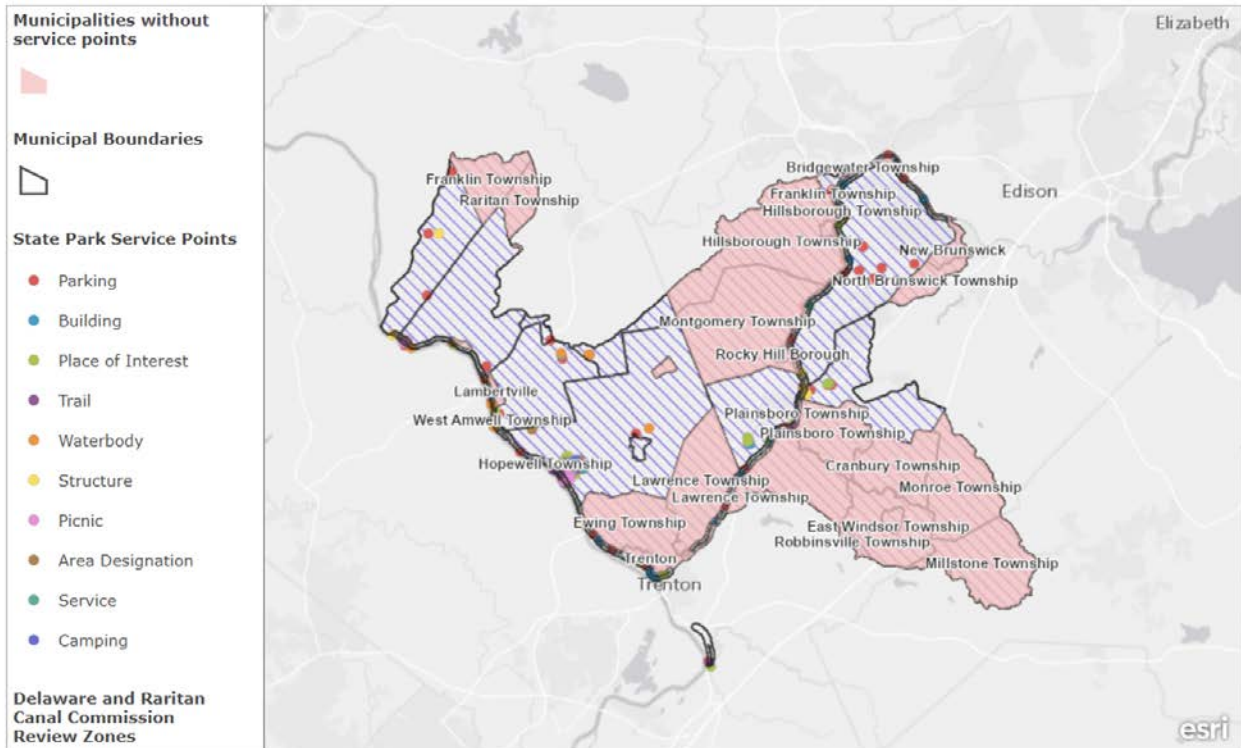 Municipalities without
service points
Municipal Boundaries
State Park Service Points
Parking
Building
Place of Interest
Trail
Waterbody
Structure
Picnic
Area Designation
Service
Camping
Delaware and Raritan
Canal Commission
Review Zones
Elizabeth
Bridgewater Township
Edison
Franklin Township
Franklin Township
Raritan Township
Hillsborough Township
Hillsborough Township
New Brunswick
North Brunswick Township
Montgomery Township
Rocky Hill Borough
Lambertville
West Amwell Township
Plainsboro Township
Plainsboro Township
Hopewell Township
Cranbury Township
Lawrence Township
Monroe Township
Lawrence Township
Ewing Township
East Windsor Township
Robbinsville Township
Trenton
Millstone Township
Trenton
esri